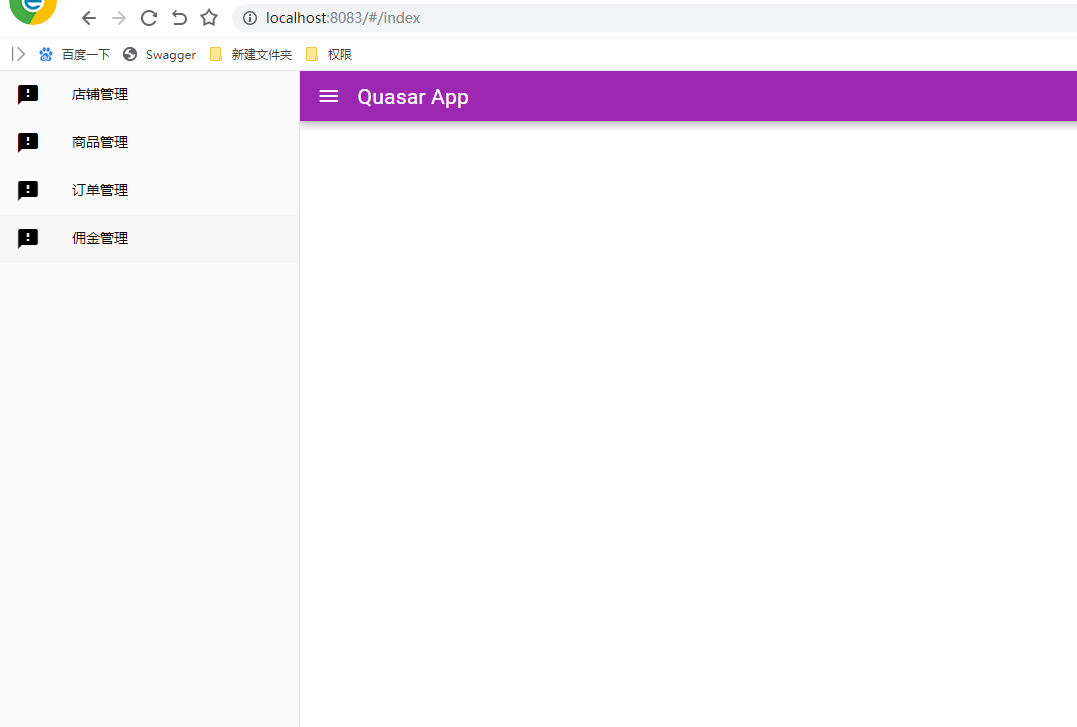 localhost:8083/#/index
百度一下 Swagger 新建文件夹 权限
店铺管理
Quasar App
商品管理
订单管理
佣金管理